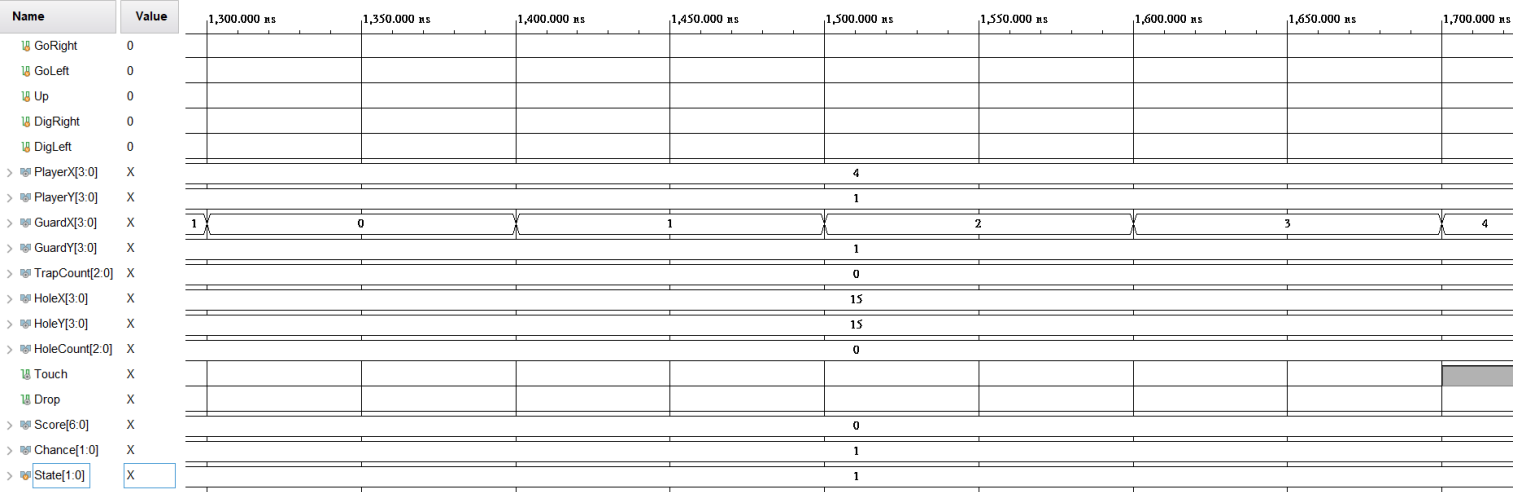 Name Value 1,300.000 ns 1,350.000 ns 1,400.000 ns 1,450.000 ns 1,500.000 ns 1,550.000 ns 1,600.000 ns 1,650.000 ns 1,700.000 ns
GoRight 0
GoLeft 0
Up 0
DigRight 0
DigLeft 0
PlayerX[3:0] X 4
PlayerY[3:0] X 1
GuardX[3:0] X 1 0 1 2 3 4
GuardY[3:0] X 1
TrapCount[2:0] X 0
HoleX[3:0] X 15
HoleY[3:0] X 15
HoleCount[2:0] X 0
Touch X
Drop X
Score[6:0] X 0
Chance[1:0] X 1
State[1:0] X 1